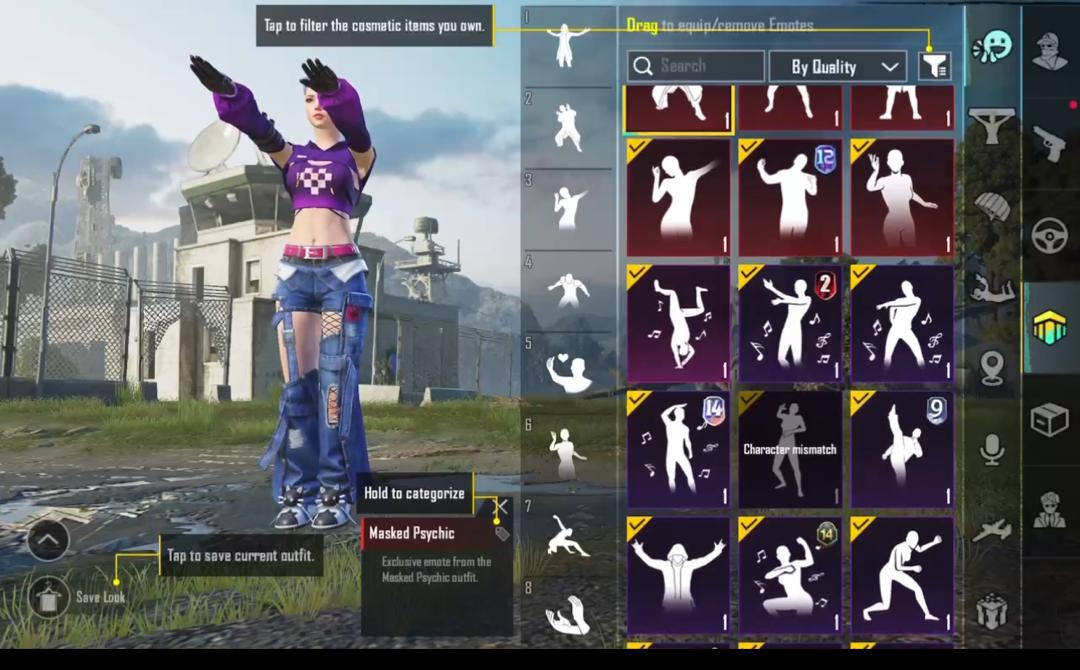 Tap to filter the cosmetic items you own.
Drag to equip/remove Emotes.
Search
By Quality
1
2
3
4
5
6
7
8
1
1
1
1
12
1
1
1
2
1
1
14
1
Character mismatch
9
1
1
14
1
1
Hold to categorize
Masked Psychic
Exclusive emote from the
Masked Psychic outfit.
Tap to save current outfit.
Save Look